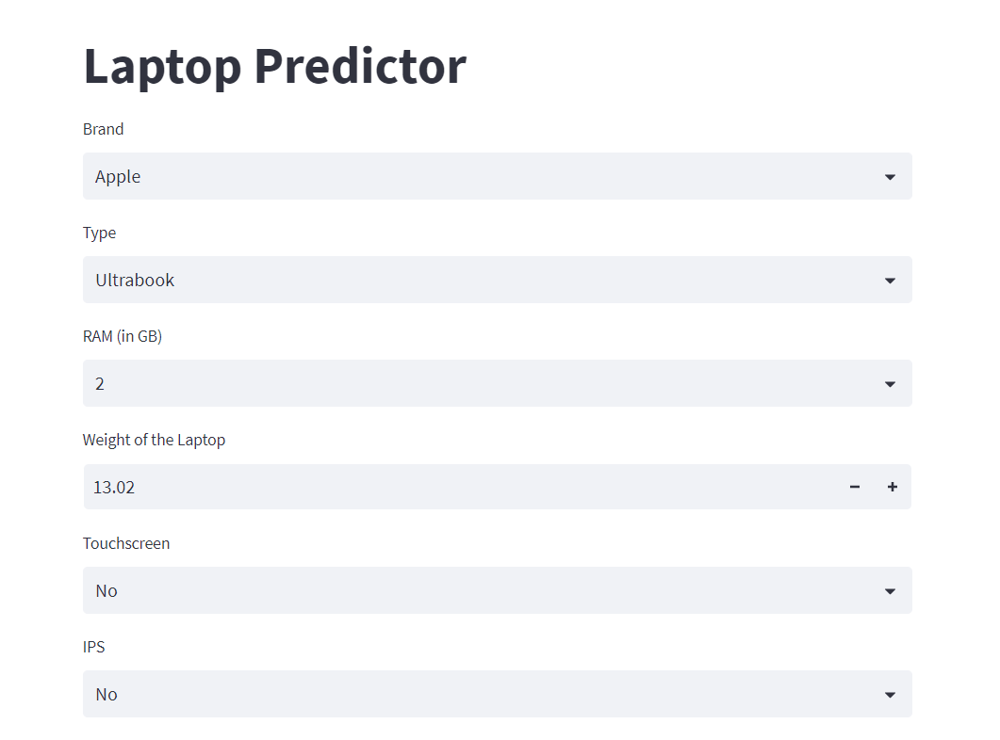 Laptop Predictor
Brand
Apple
Type
Ultrabook
RAM (in GB)
2
Weight of the Laptop
13.02
Touchscreen
No
IPS
No